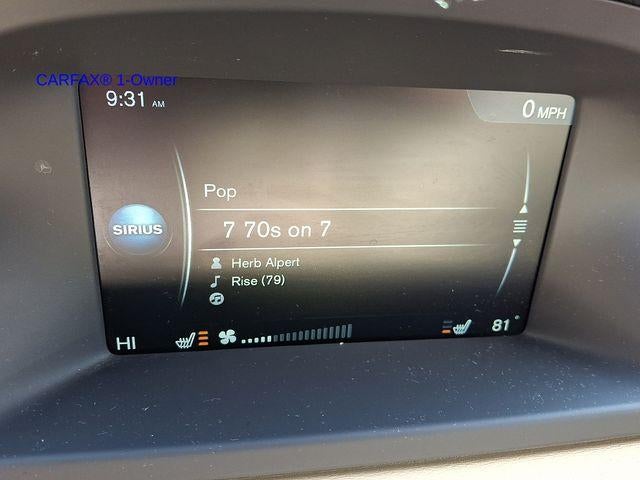 CARFAX® 1-Owner
9:31 AM
0 MPH
Pop
SIRIUS
7 70s on 7
Herb Alpert
Rise (79)
HI
81°